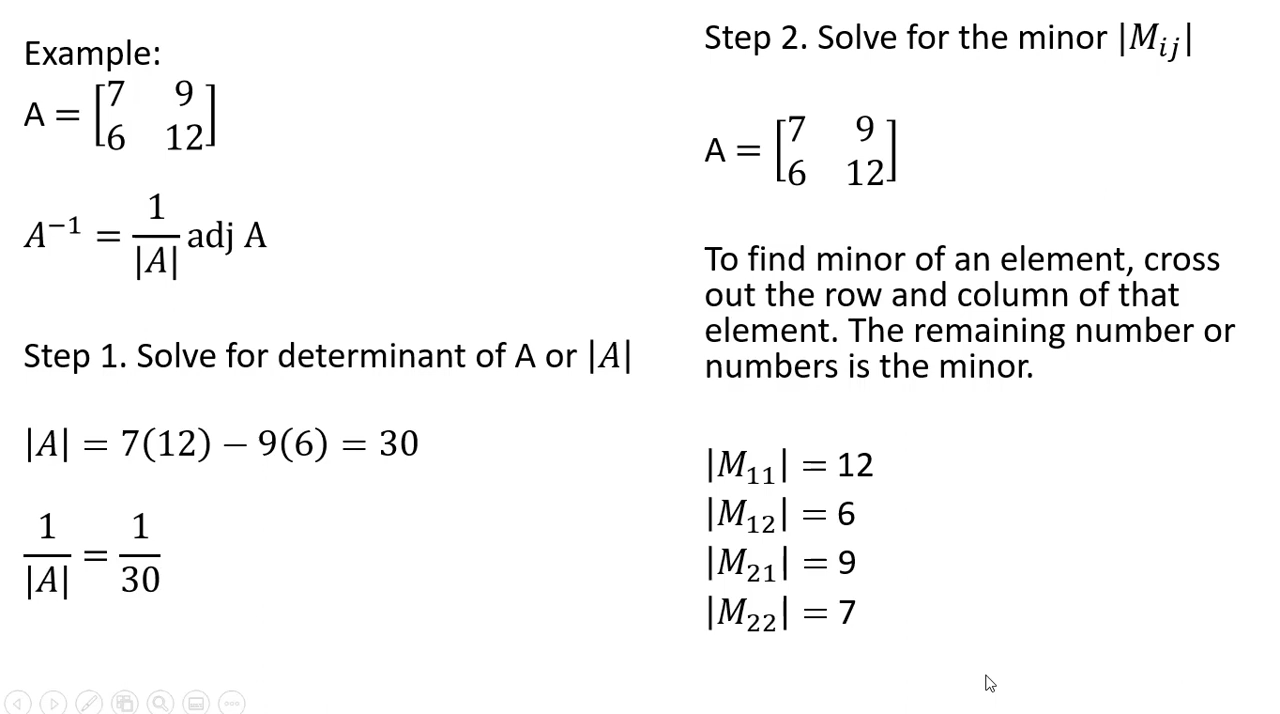 Example:
A = [7 9
6 12]
A⁻¹ = 1/|A| adj A
Step 1. Solve for determinant of A or |A|
|A| = 7(12) − 9(6) = 30
1/|A| = 1/30
Step 2. Solve for the minor |Mᵢⱼ|
A = [7 9
6 12]
To find minor of an element, cross
out the row and column of that
element. The remaining number or
numbers is the minor.
|M₁₁| = 12
|M₁₂| = 6
|M₂₁| = 9
|M₂₂| = 7